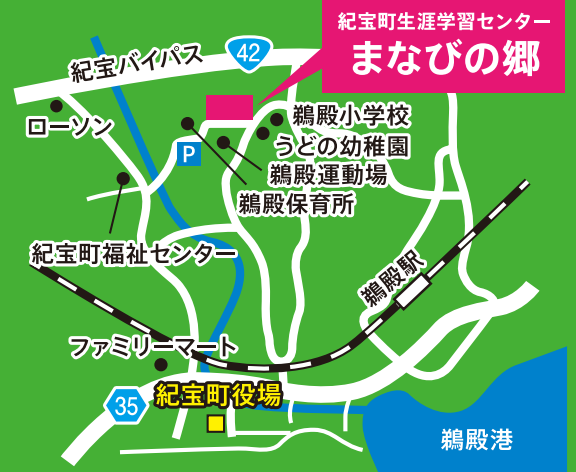 紀宝町生涯学習センター
まなびの郷
42
紀宝バイパス
ローソン
鵜殿小学校
うどの幼稚園
P
鵜殿運動場
鵜殿保育所
紀宝町福祉センター
鵜殿駅
ファミリーマート
紀宝町役場
35
鵜殿港